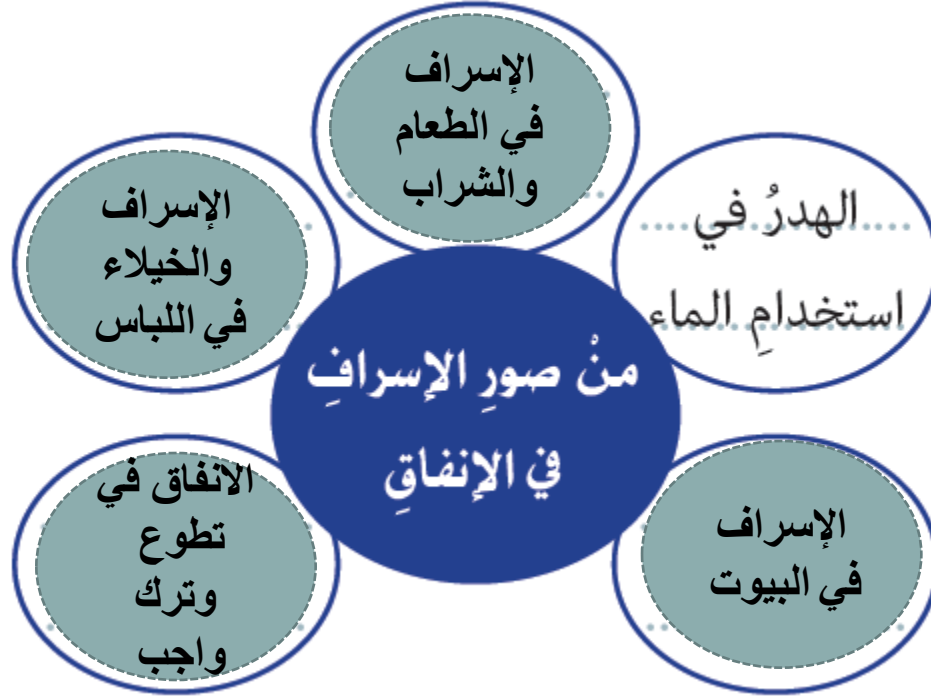 الإسراف
في الطعام
والشراب
الهدرُ في
استخدامِ الماء
الإسراف
والخيلاء
في اللباس
منْ صورِ الإسرافِ
في الإنفاقِ
الإسراف
في البيوت
الانفاق في
تطوع
وترك
واجب